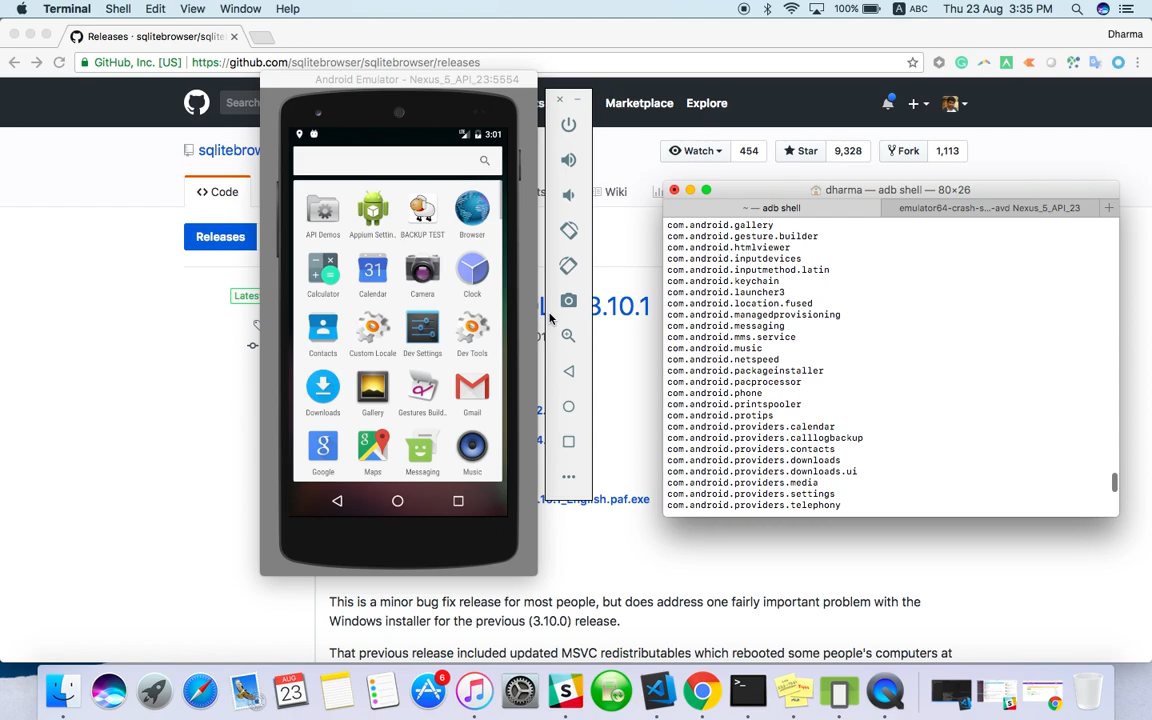 Terminal Shell Edit View Window Help 100% A ABC Thu 23 Aug 3:35 PM
Releases · sqlitebrowser/sqlite
Dharma
GitHub, Inc. [US] https://github.com/sqlitebrowser/sqlitebrowser/releases
Android Emulator - Nexus_5_API_23:5554
Search
Marketplace Explore
3:01
sqlitebrow
Watch 454 Star 9,328 Fork 1,113
Code
Wiki
dharma — adb shell — 80×26
~ — adb shell
emulator64-crash-s...-avd Nexus_5_API_23
Releases
API Demos Appium Settin.. BACKUP TEST Browser
Calculator Calendar Camera Clock
31
Contacts Custom Locale Dev Settings Dev Tools
Downloads Gallery Gestures Build.. Gmail
Google Maps Messaging Music
Latest
3.10.1
.10.1_English.paf.exe
com.android.gallery
com.android.gesture.builder
com.android.htmlviewer
com.android.inputdevices
com.android.inputmethod.latin
com.android.keychain
com.android.launcher3
com.android.location.fused
com.android.managedprovisioning
com.android.messaging
com.android.mms.service
com.android.music
com.android.netspeed
com.android.packageinstaller
com.android.pacprocessor
com.android.phone
com.android.printspooler
com.android.protips
com.android.providers.calendar
com.android.providers.calllogbackup
com.android.providers.contacts
com.android.providers.downloads
com.android.providers.downloads.ui
com.android.providers.media
com.android.providers.settings
com.android.providers.telephony
This is a minor bug fix release for most people, but does address one fairly important problem with the
Windows installer for the previous (3.10.0) release.
That previous release included updated MSVC redistributables which rebooted some people's computers at
AUG
23
6